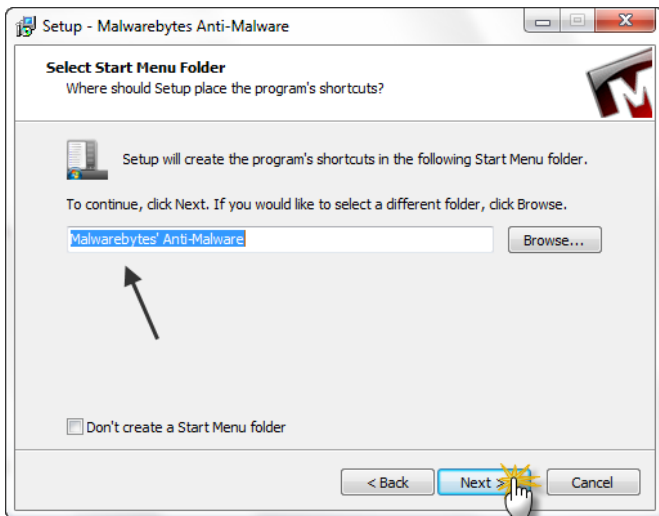 Setup - Malwarebytes Anti-Malware
Select Start Menu Folder
Where should Setup place the program's shortcuts?
Setup will create the program's shortcuts in the following Start Menu folder.
To continue, click Next. If you would like to select a different folder, click Browse.
Malwarebytes' Anti-Malware
Browse...
Don't create a Start Menu folder
< Back
Next >
Cancel